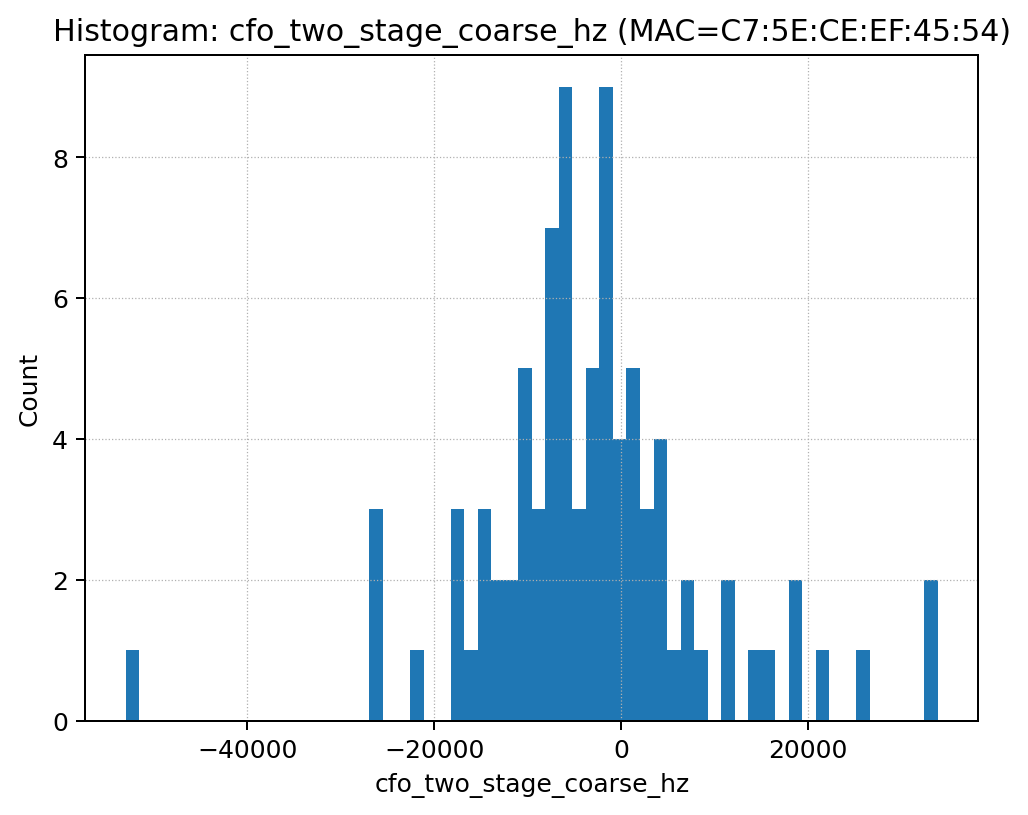 Histogram: cfo_two_stage_coarse_hz (MAC=C7:5E:CE:EF:45:54)
8
6
4
2
0
Count
−40000 −20000 0 20000
cfo_two_stage_coarse_hz